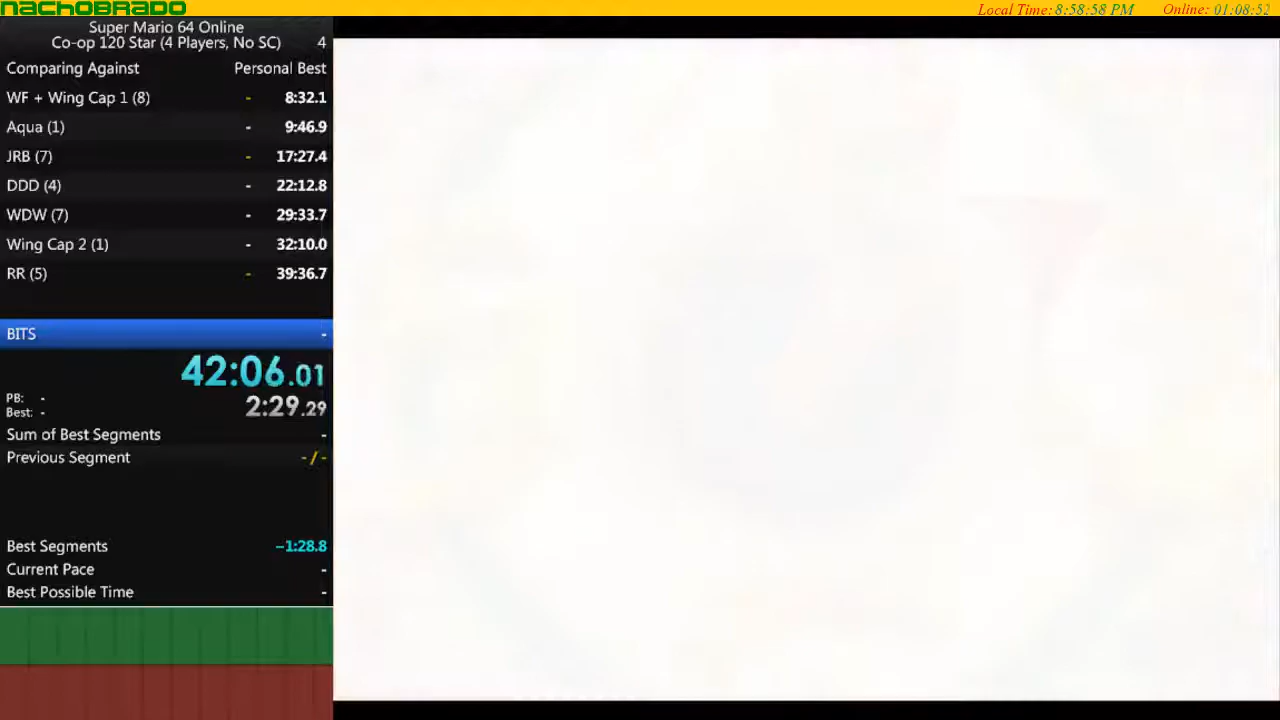 NACHOBRADO
Local Time: 8:58:58 PM Online: 01:08:52
Super Mario 64 Online
Co-op 120 Star (4 Players, No SC) 4
Comparing Against Personal Best
WF + Wing Cap 1 (8) - 8:32.1
Aqua (1) - 9:46.9
JRB (7) - 17:27.4
DDD (4) - 22:12.8
WDW (7) - 29:33.7
Wing Cap 2 (1) - 32:10.0
RR (5) - 39:36.7
BITS -
42:06.01
PB: -
Best: - 2:29.29
Sum of Best Segments -
Previous Segment -/-
Best Segments −1:28.8
Current Pace -
Best Possible Time -